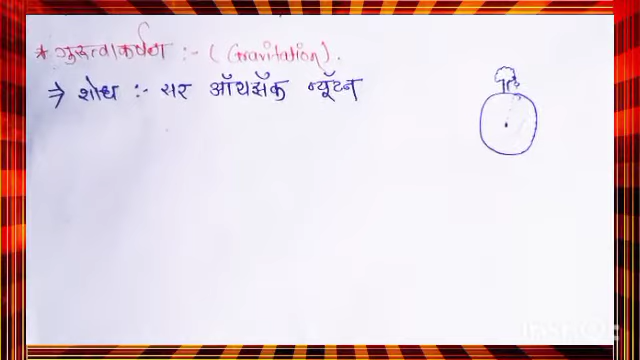 * गुरुत्वाकर्षण :- (Gravitation).
⇒ शोध :- सर ऑयझॅक न्यूटन